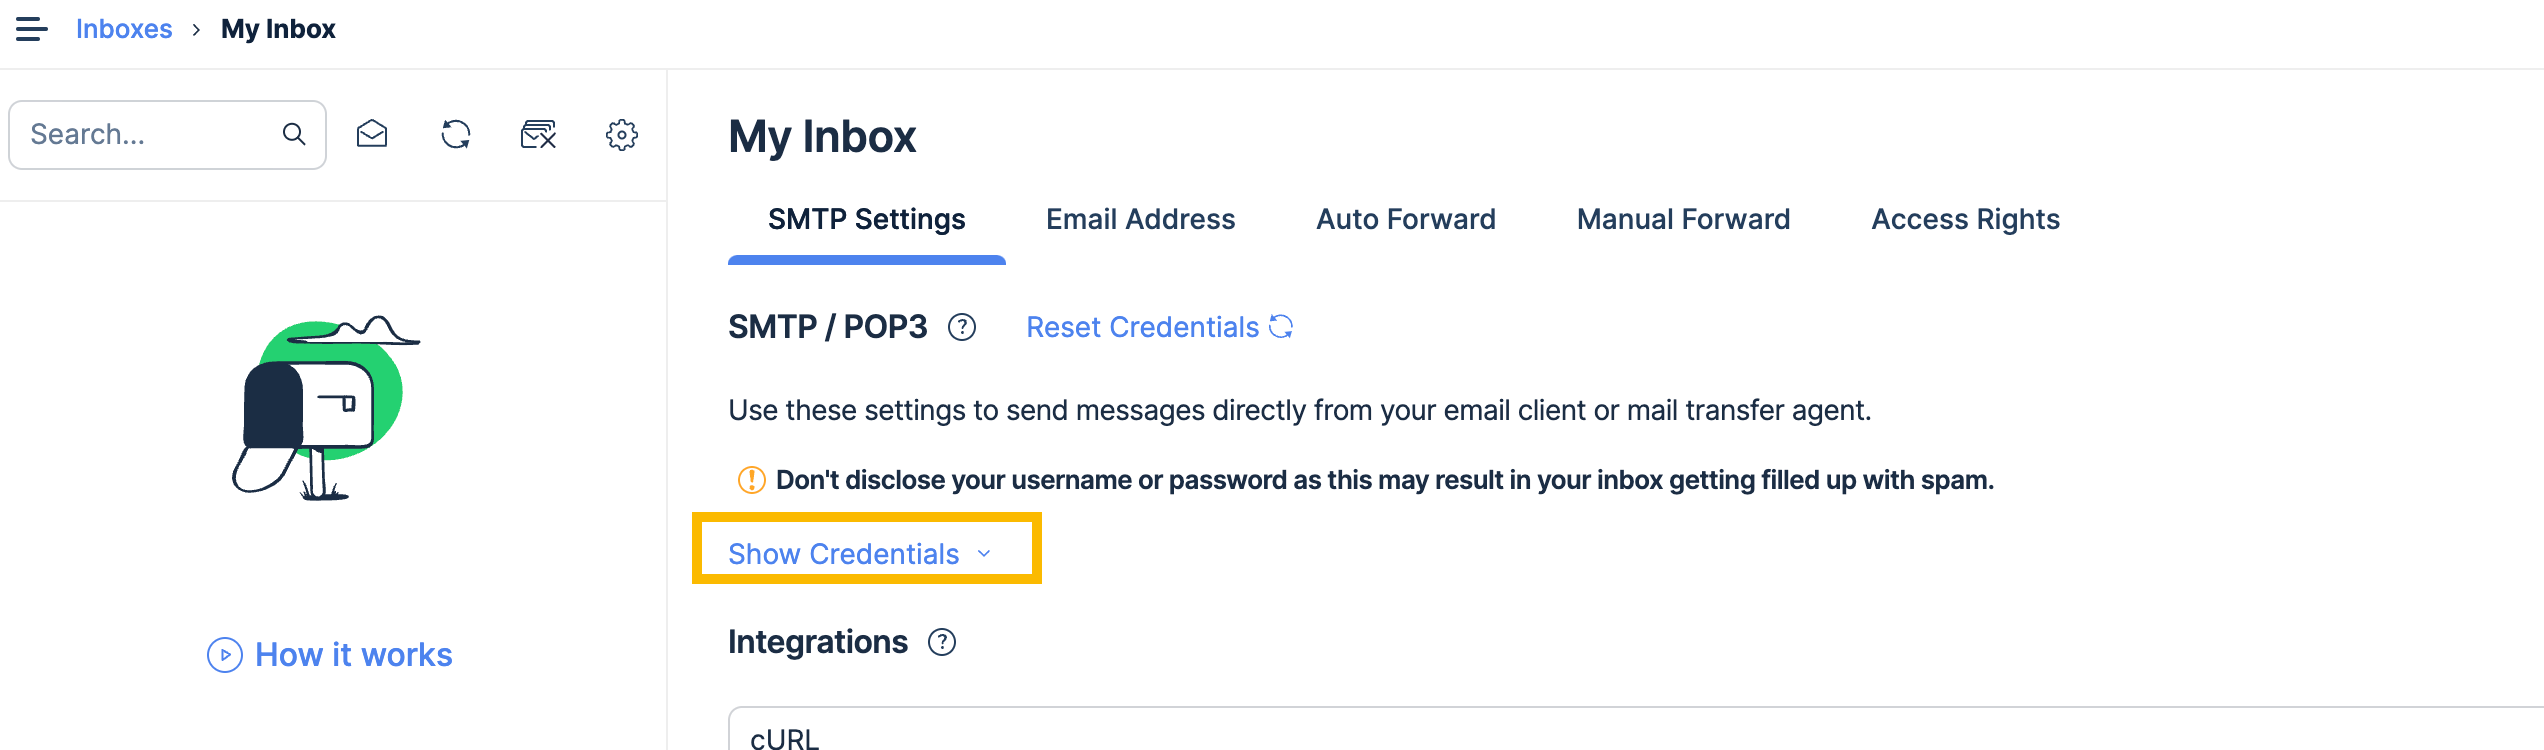 Inboxes › My Inbox
Search...
My Inbox
SMTP Settings Email Address Auto Forward Manual Forward Access Rights
SMTP / POP3 ? Reset Credentials
Use these settings to send messages directly from your email client or mail transfer agent.
! Don't disclose your username or password as this may result in your inbox getting filled up with spam.
Show Credentials
How it works
Integrations ?
cURL